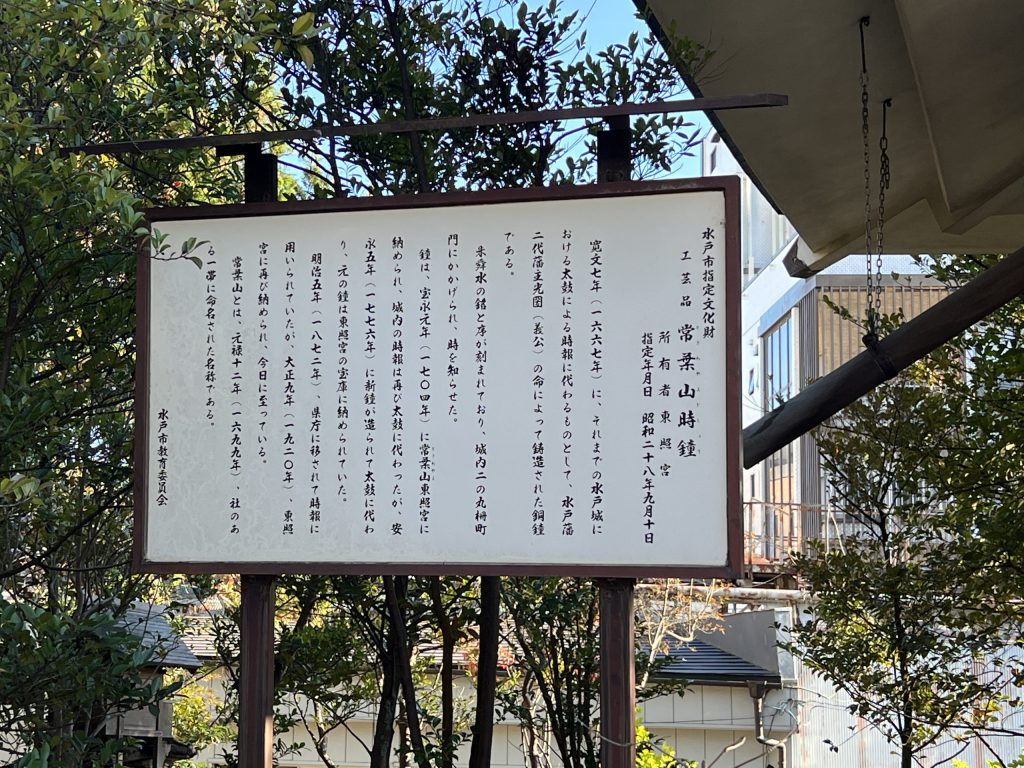 水戸市指定文化財
工芸品 常葉山時鐘
所有者 東照宮
指定年月日 昭和二十八年九月十日
寛文七年(一六六七年)に、それまでの水戸城に
おける太鼓による時報に代わるものとして、水戸藩
二代藩主光圀(義公)の命によって鋳造された銅鐘
である。
朱舜水の銘と序が刻まれており、城内二の丸柵町
門にかかげられ、時を知らせた。
鐘は、宝永元年(一七〇四年)に常葉山東照宮に
納められ、城内の時報は再び太鼓に代わったが、安
永五年(一七七六年)に新鐘が造られて太鼓に代わ
り、元の鐘は東照宮の宝庫に納められていた。
明治五年(一八七二年)、県庁に移されて時報に
用いられていたが、大正九年(一九二〇年)、東照
宮に再び納められ、今日に至っている。
常葉山とは、元禄十二年(一六九九年)、社のあ
る一帯に命名された名称である。
水戸市教育委員会